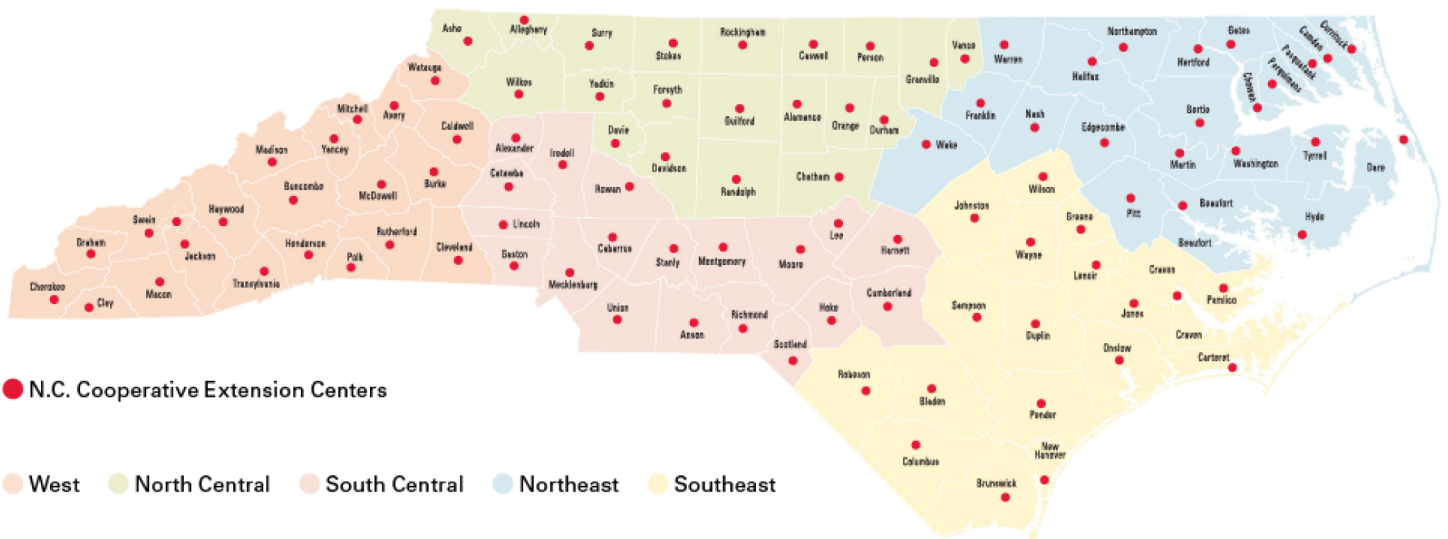 Ashe
Alleghany
Surry
Stokes
Rockingham
Caswell
Person
Granville
Vance
Warren
Northampton
Halifax
Hertford
Gates
Camden
Currituck
Pasquotank
Perquimans
Chowan
Watauga
Wilkes
Yadkin
Forsyth
Guilford
Alamance
Orange
Durham
Franklin
Nash
Edgecombe
Bertie
Mitchell
Avery
Caldwell
Alexander
Iredell
Davie
Davidson
Randolph
Chatham
Wake
Martin
Washington
Tyrrell
Dare
Madison
Yancey
Buncombe
McDowell
Burke
Catawba
Rowan
Wilson
Pitt
Beaufort
Hyde
Swain
Haywood
Jackson
Graham
Henderson
Polk
Rutherford
Cleveland
Lincoln
Gaston
Cabarrus
Stanly
Montgomery
Moore
Lee
Harnett
Johnston
Wayne
Greene
Lenoir
Beaufort
Craven
Cherokee
Clay
Macon
Transylvania
Mecklenburg
Union
Anson
Richmond
Hoke
Cumberland
Scotland
Sampson
Duplin
Jones
Pamlico
Craven
Onslow
Carteret
Robeson
Bladen
Pender
Columbus
New
Hanover
Brunswick
N.C. Cooperative Extension Centers
West
North Central
South Central
Northeast
Southeast